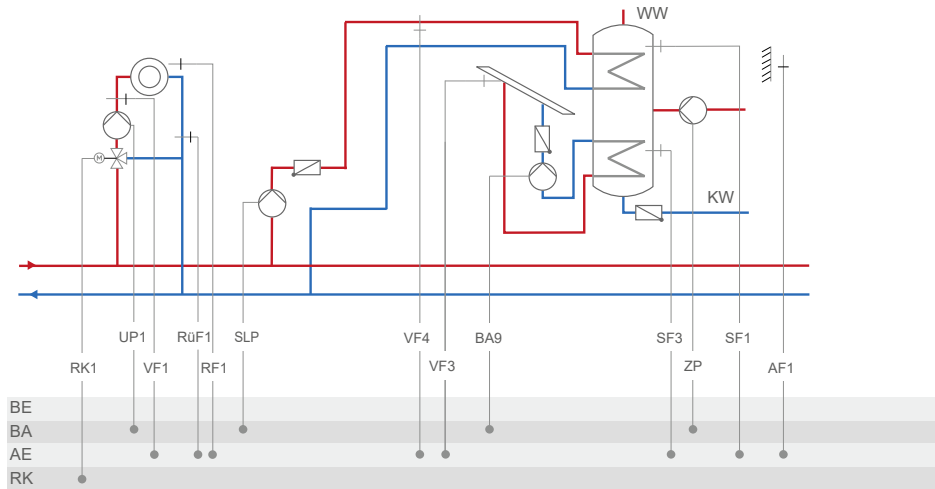 WW
M
KW
UP1 RüF1 SLP VF4 BA9 SF3 SF1
RK1 VF1 RF1 VF3 ZP AF1
BE
BA
AE
RK